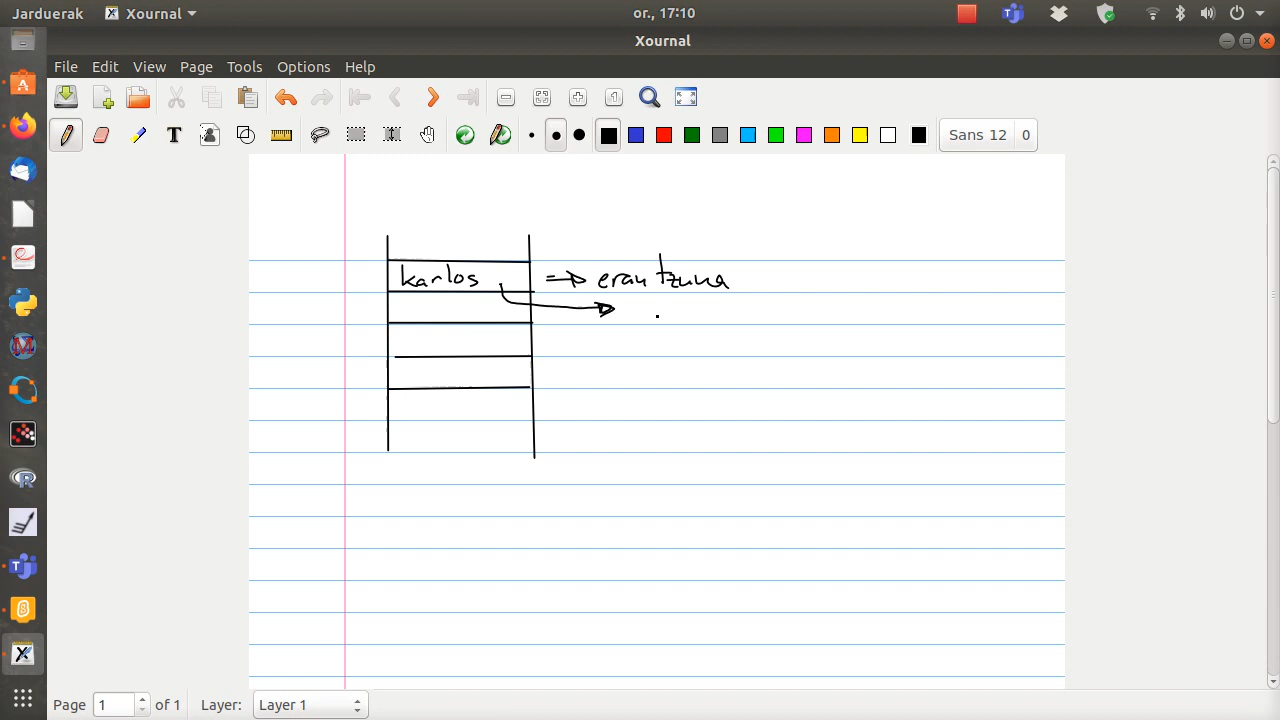 Jarduerak Xournal or., 17:10
Xournal
File Edit View Page Tools Options Help
Sans 12 0
karlos => erantzuna
Page 1 of 1 Layer: Layer 1